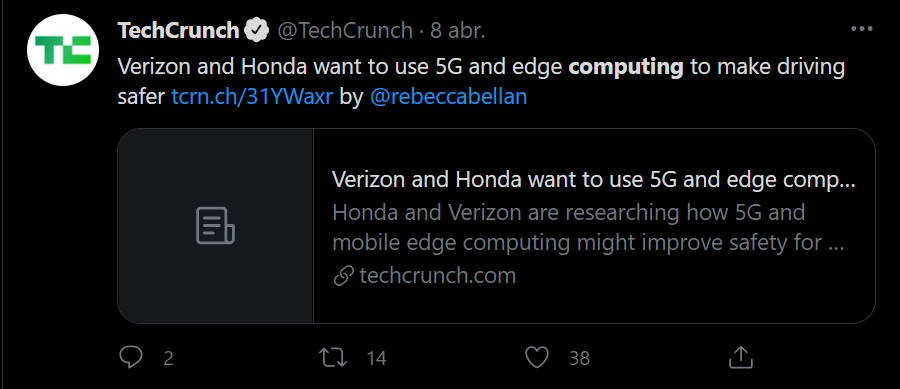 TC
TechCrunch @TechCrunch · 8 abr.
Verizon and Honda want to use 5G and edge computing to make driving
safer tcrn.ch/31YWaxr by @rebeccabellan
Verizon and Honda want to use 5G and edge comp...
Honda and Verizon are researching how 5G and
mobile edge computing might improve safety for ...
techcrunch.com
2 14 38